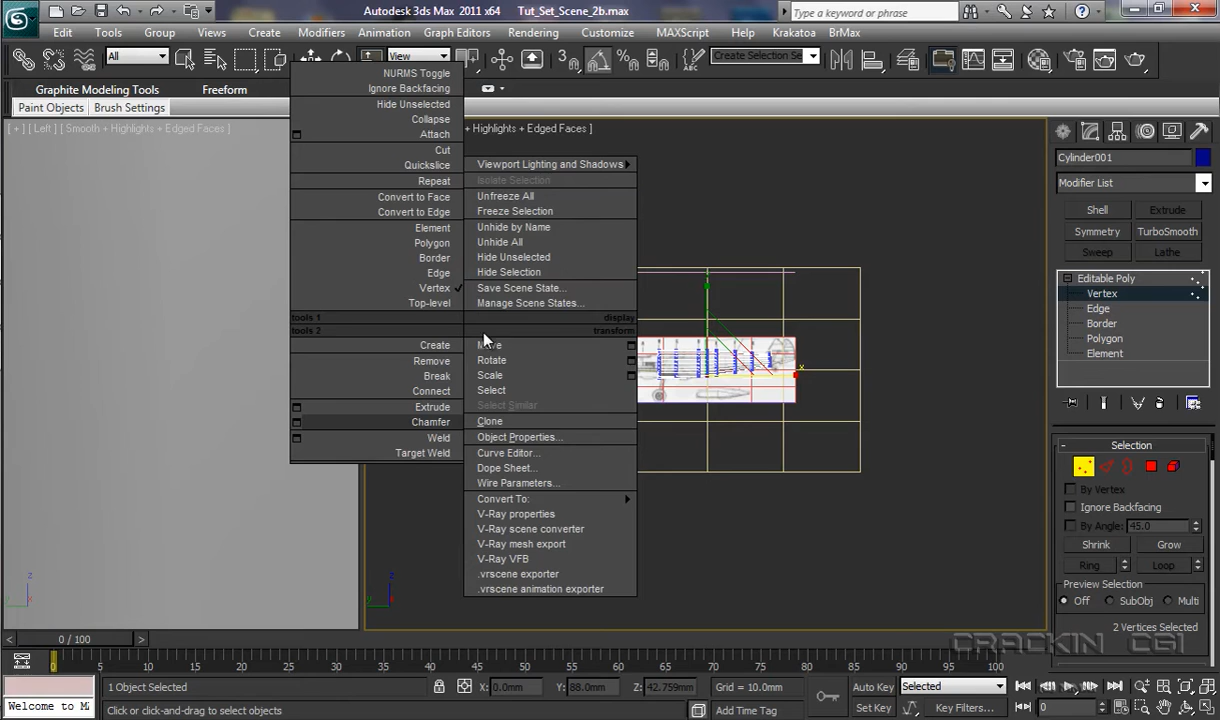 Autodesk 3ds Max 2011 x64 Tut_Set_Scene_2b.max
Type a keyword or phrase
Edit Tools Group Views Create Modifiers Animation Graph Editors Rendering Customize MAXScript Help Krakatoa BrMax
All
View
Create Selection Se
Graphite Modeling Tools Freeform
Paint Objects Brush Settings
[ + ] [ Left ] [ Smooth + Highlights + Edged Faces ]
Highlights + Edged Faces ]
NURMS Toggle
Ignore Backfacing
Hide Unselected
Collapse
Attach
Cut
Quickslice
Repeat
Convert to Face
Convert to Edge
Element
Polygon
Border
Edge
Vertex
Top-level
tools 1
tools 2
Create
Remove
Break
Connect
Extrude
Chamfer
Weld
Target Weld
Viewport Lighting and Shadows
Isolate Selection
Unfreeze All
Freeze Selection
Unhide by Name
Unhide All
Hide Unselected
Hide Selection
Save Scene State...
Manage Scene States...
display
transform
Move
Rotate
Scale
Select
Select Similar
Clone
Object Properties...
Curve Editor...
Dope Sheet...
Wire Parameters...
Convert To:
V-Ray properties
V-Ray scene converter
V-Ray mesh export
V-Ray VFB
.vrscene exporter
.vrscene animation exporter
x
Cylinder001
Modifier List
Shell Extrude
Symmetry TurboSmooth
Sweep Lathe
Editable Poly
Vertex
Edge
Border
Polygon
Element
Selection
By Vertex
Ignore Backfacing
By Angle: 45.0
Shrink Grow
Ring Loop
Preview Selection
Off SubObj Multi
2 Vertices Selected
CRACKIN CGI
z
y x
z
y
0 / 100
0 5 10 15 20 25 30 35 40 45 50 55 60 65 70 75 80 85 90 95 100
1 Object Selected X: 0.0mm Y: 88.0mm Z: 42.759mm Grid = 10.0mm Auto Key Selected
Welcome to MA Click or click-and-drag to select objects Add Time Tag Set Key Key Filters... 0